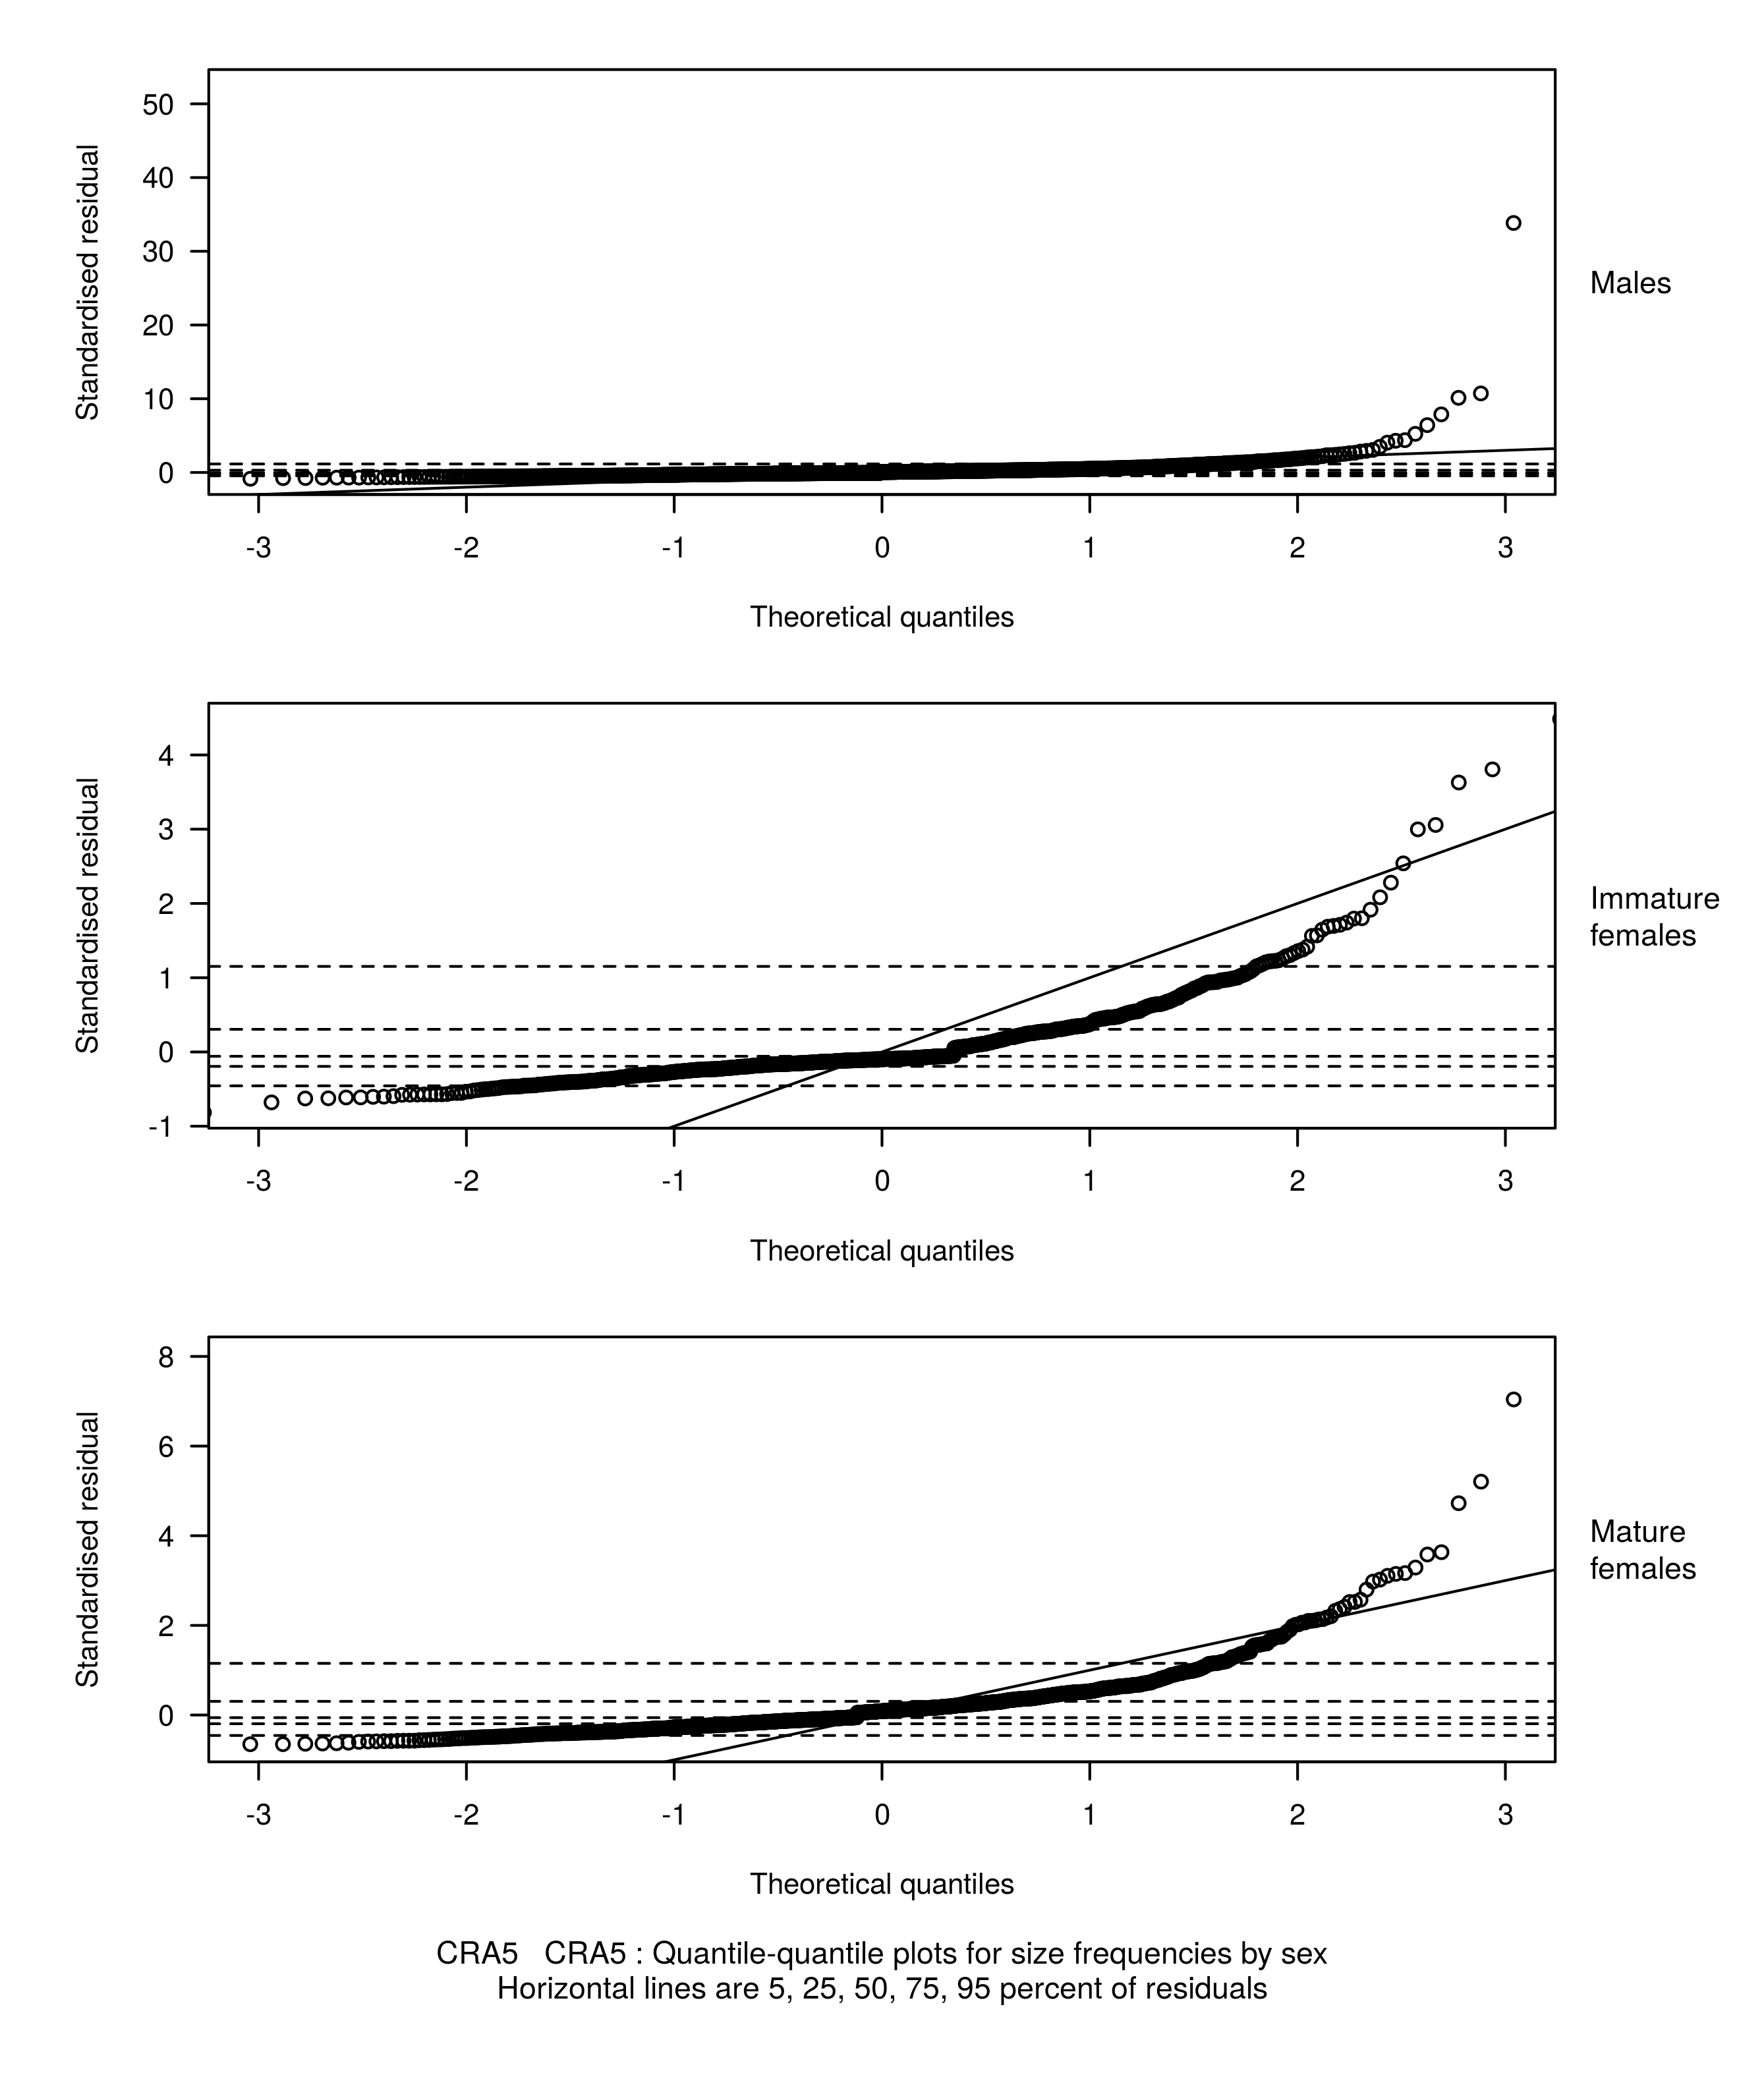 50
40
30
20
10
0
Standardised residual
Males
-3 -2 -1 0 1 2 3
Theoretical quantiles
4
3
2
1
0
-1
Standardised residual
Immature
females
-3 -2 -1 0 1 2 3
Theoretical quantiles
8
6
4
2
0
Standardised residual
Mature
females
-3 -2 -1 0 1 2 3
Theoretical quantiles
CRA5 CRA5 : Quantile-quantile plots for size frequencies by sex
Horizontal lines are 5, 25, 50, 75, 95 percent of residuals